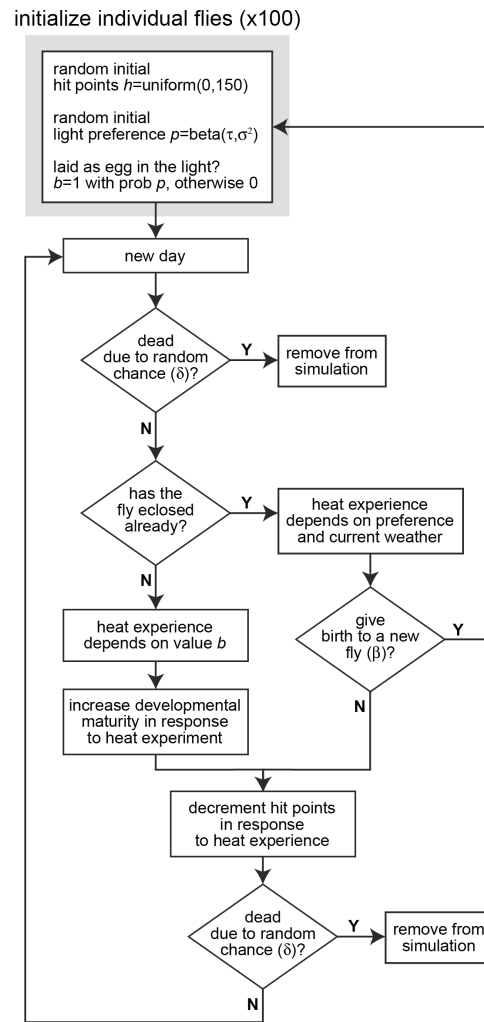 initialize individual flies (x100)
random initial
hit points h=uniform(0,150)
random initial
light preference p=beta(τ,σ²)
laid as egg in the light?
b=1 with prob p, otherwise 0
new day
dead
due to random
chance (δ)?
Y
remove from
simulation
N
has the
fly eclosed
already?
Y
heat experience
depends on preference
and current weather
N
heat experience
depends on value b
give
birth to a new
fly (β)?
Y
N
increase developmental
maturity in response
to heat experiment
decrement hit points
in response
to heat experience
dead
due to random
chance (δ)?
Y
remove from
simulation
N